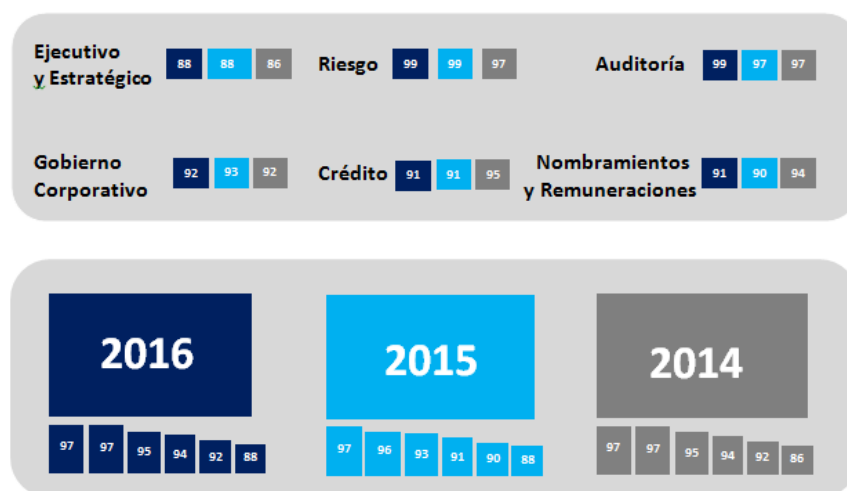 Ejecutivo
y Estratégico
88 88 86
Riesgo
99 99 97
Auditoría
99 97 97
Gobierno
Corporativo
92 93 92
Crédito
91 91 95
Nombramientos
y Remuneraciones
91 90 94
2016
97 97 95 94 92 88
2015
97 96 93 91 90 88
2014
97 97 95 94 92 86